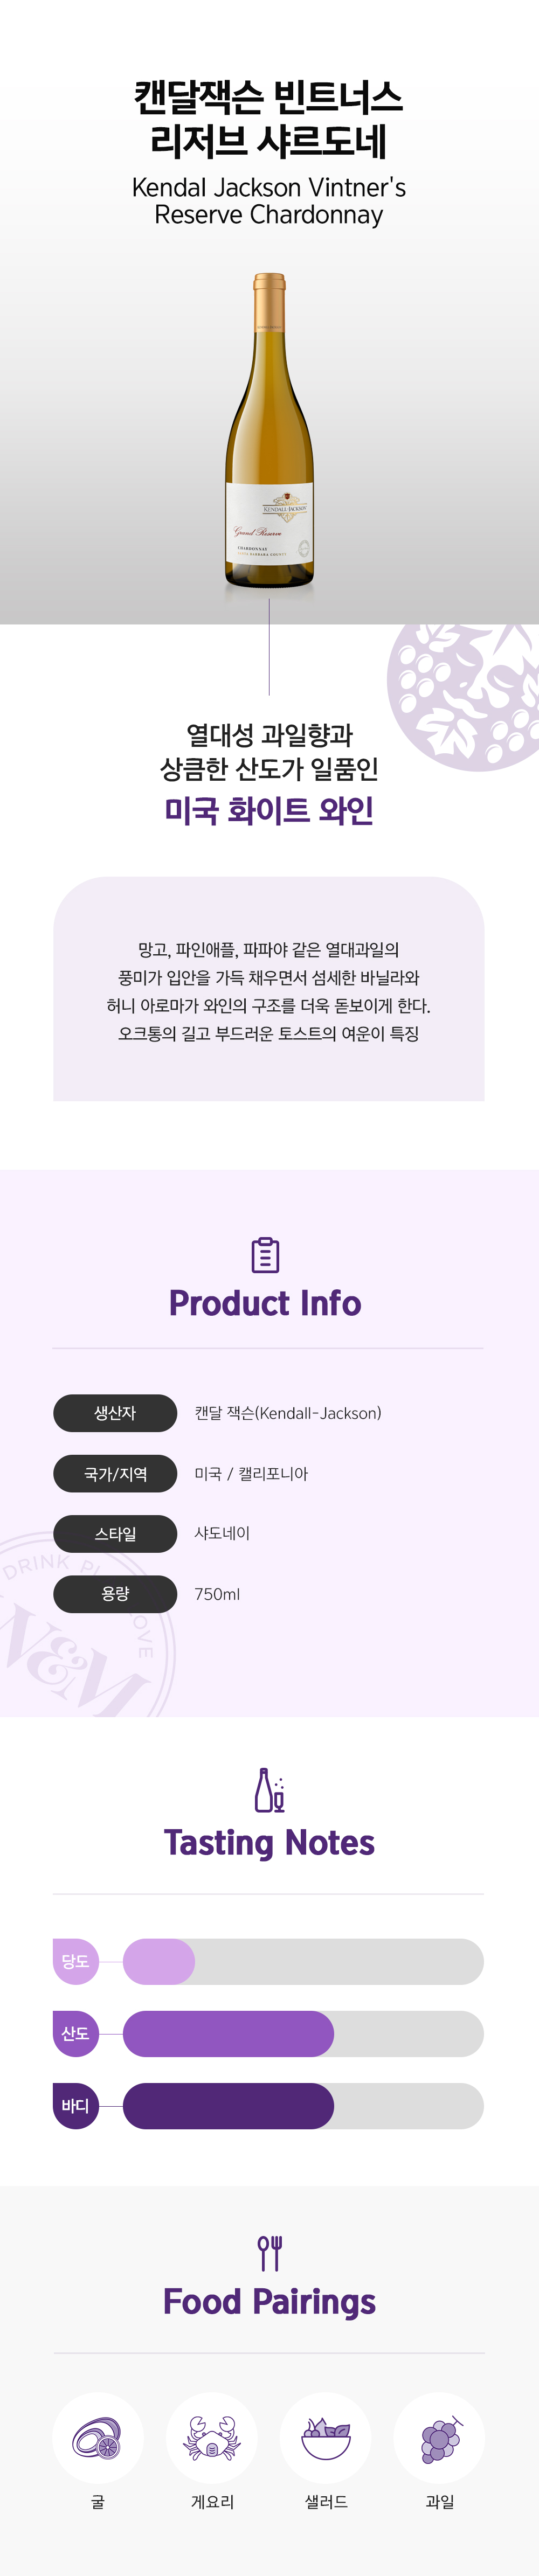 캔달잭슨 빈트너스
리저브 샤르도네
Kendal Jackson Vintner's
Reserve Chardonnay
KENDALL-JACKSON
Grand Reserve
CHARDONNAY
SANTA BARBARA COUNTY
열대성 과일향과
상큼한 산도가 일품인
미국 화이트 와인
망고, 파인애플, 파파야 같은 열대과일의
풍미가 입안을 가득 채우면서 섬세한 바닐라와
허니 아로마가 와인의 구조를 더욱 돋보이게 한다.
오크통의 길고 부드러운 토스트의 여운이 특징
Product Info
생산자 캔달 잭슨(Kendall-Jackson)
국가/지역 미국 / 캘리포니아
스타일 샤도네이
용량 750ml
DRINK
W&M
Tasting Notes
당도
산도
바디
Food Pairings
굴 게요리 샐러드 과일